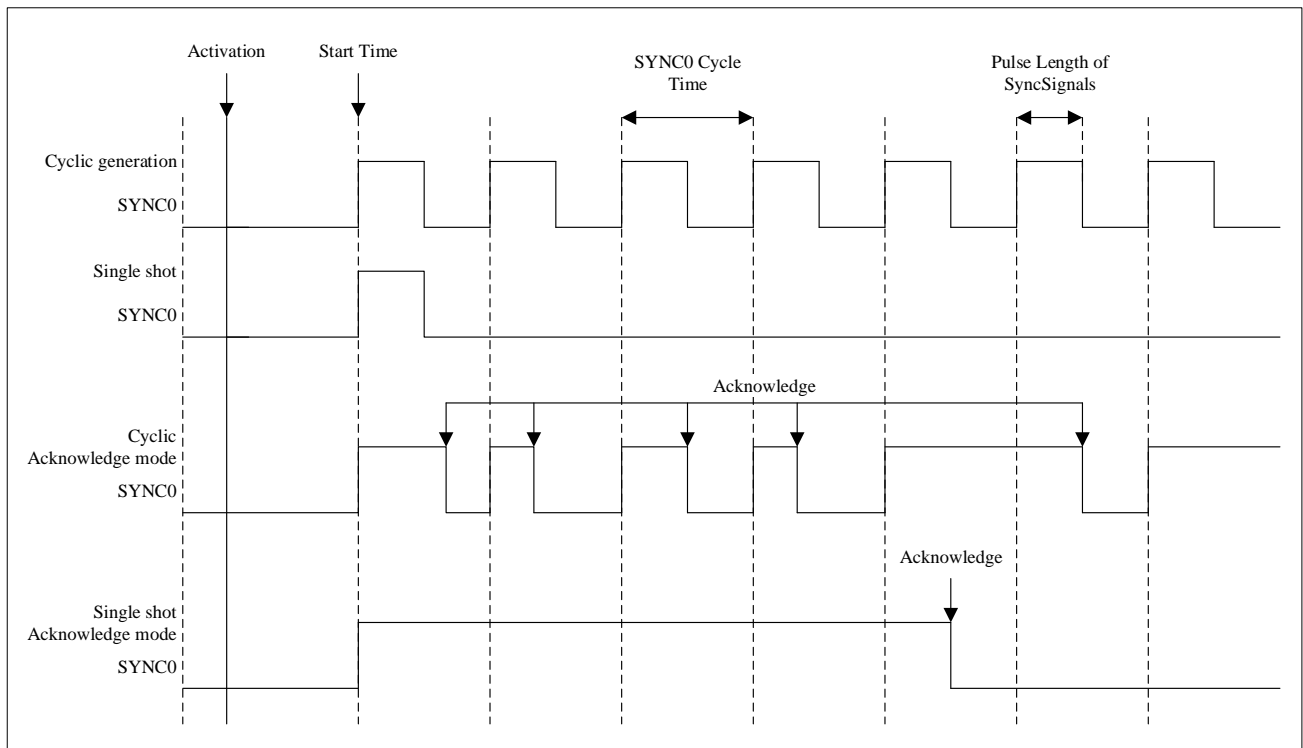 Activation
Start Time
SYNC0 Cycle
Time
Pulse Length of
SyncSignals
Cyclic generation
SYNC0
Single shot
SYNC0
Acknowledge
Cyclic
Acknowledge mode
SYNC0
Acknowledge
Single shot
Acknowledge mode
SYNC0